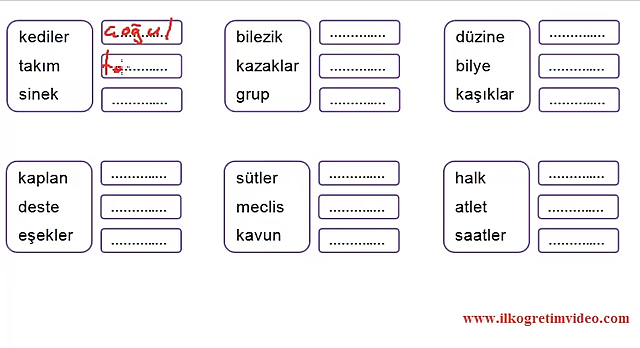 kediler çoğul
takım to
sinek
bilezik
kazaklar
grup
düzine
bilye
kaşıklar
kaplan
deste
eşekler
sütler
meclis
kavun
halk
atlet
saatler
www.ilkogretimvideo.com